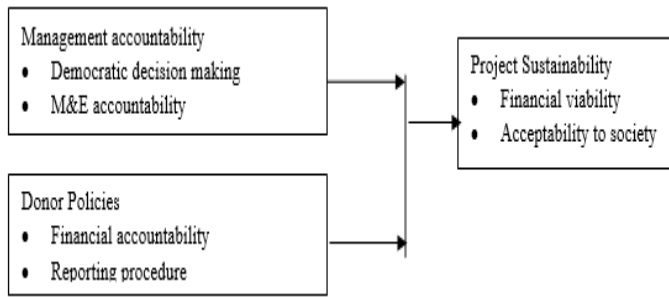 Management accountability
• Democratic decision making
• M&E accountability
Donor Policies
• Financial accountability
• Reporting procedure
Project Sustainability
• Financial viability
• Acceptability to society